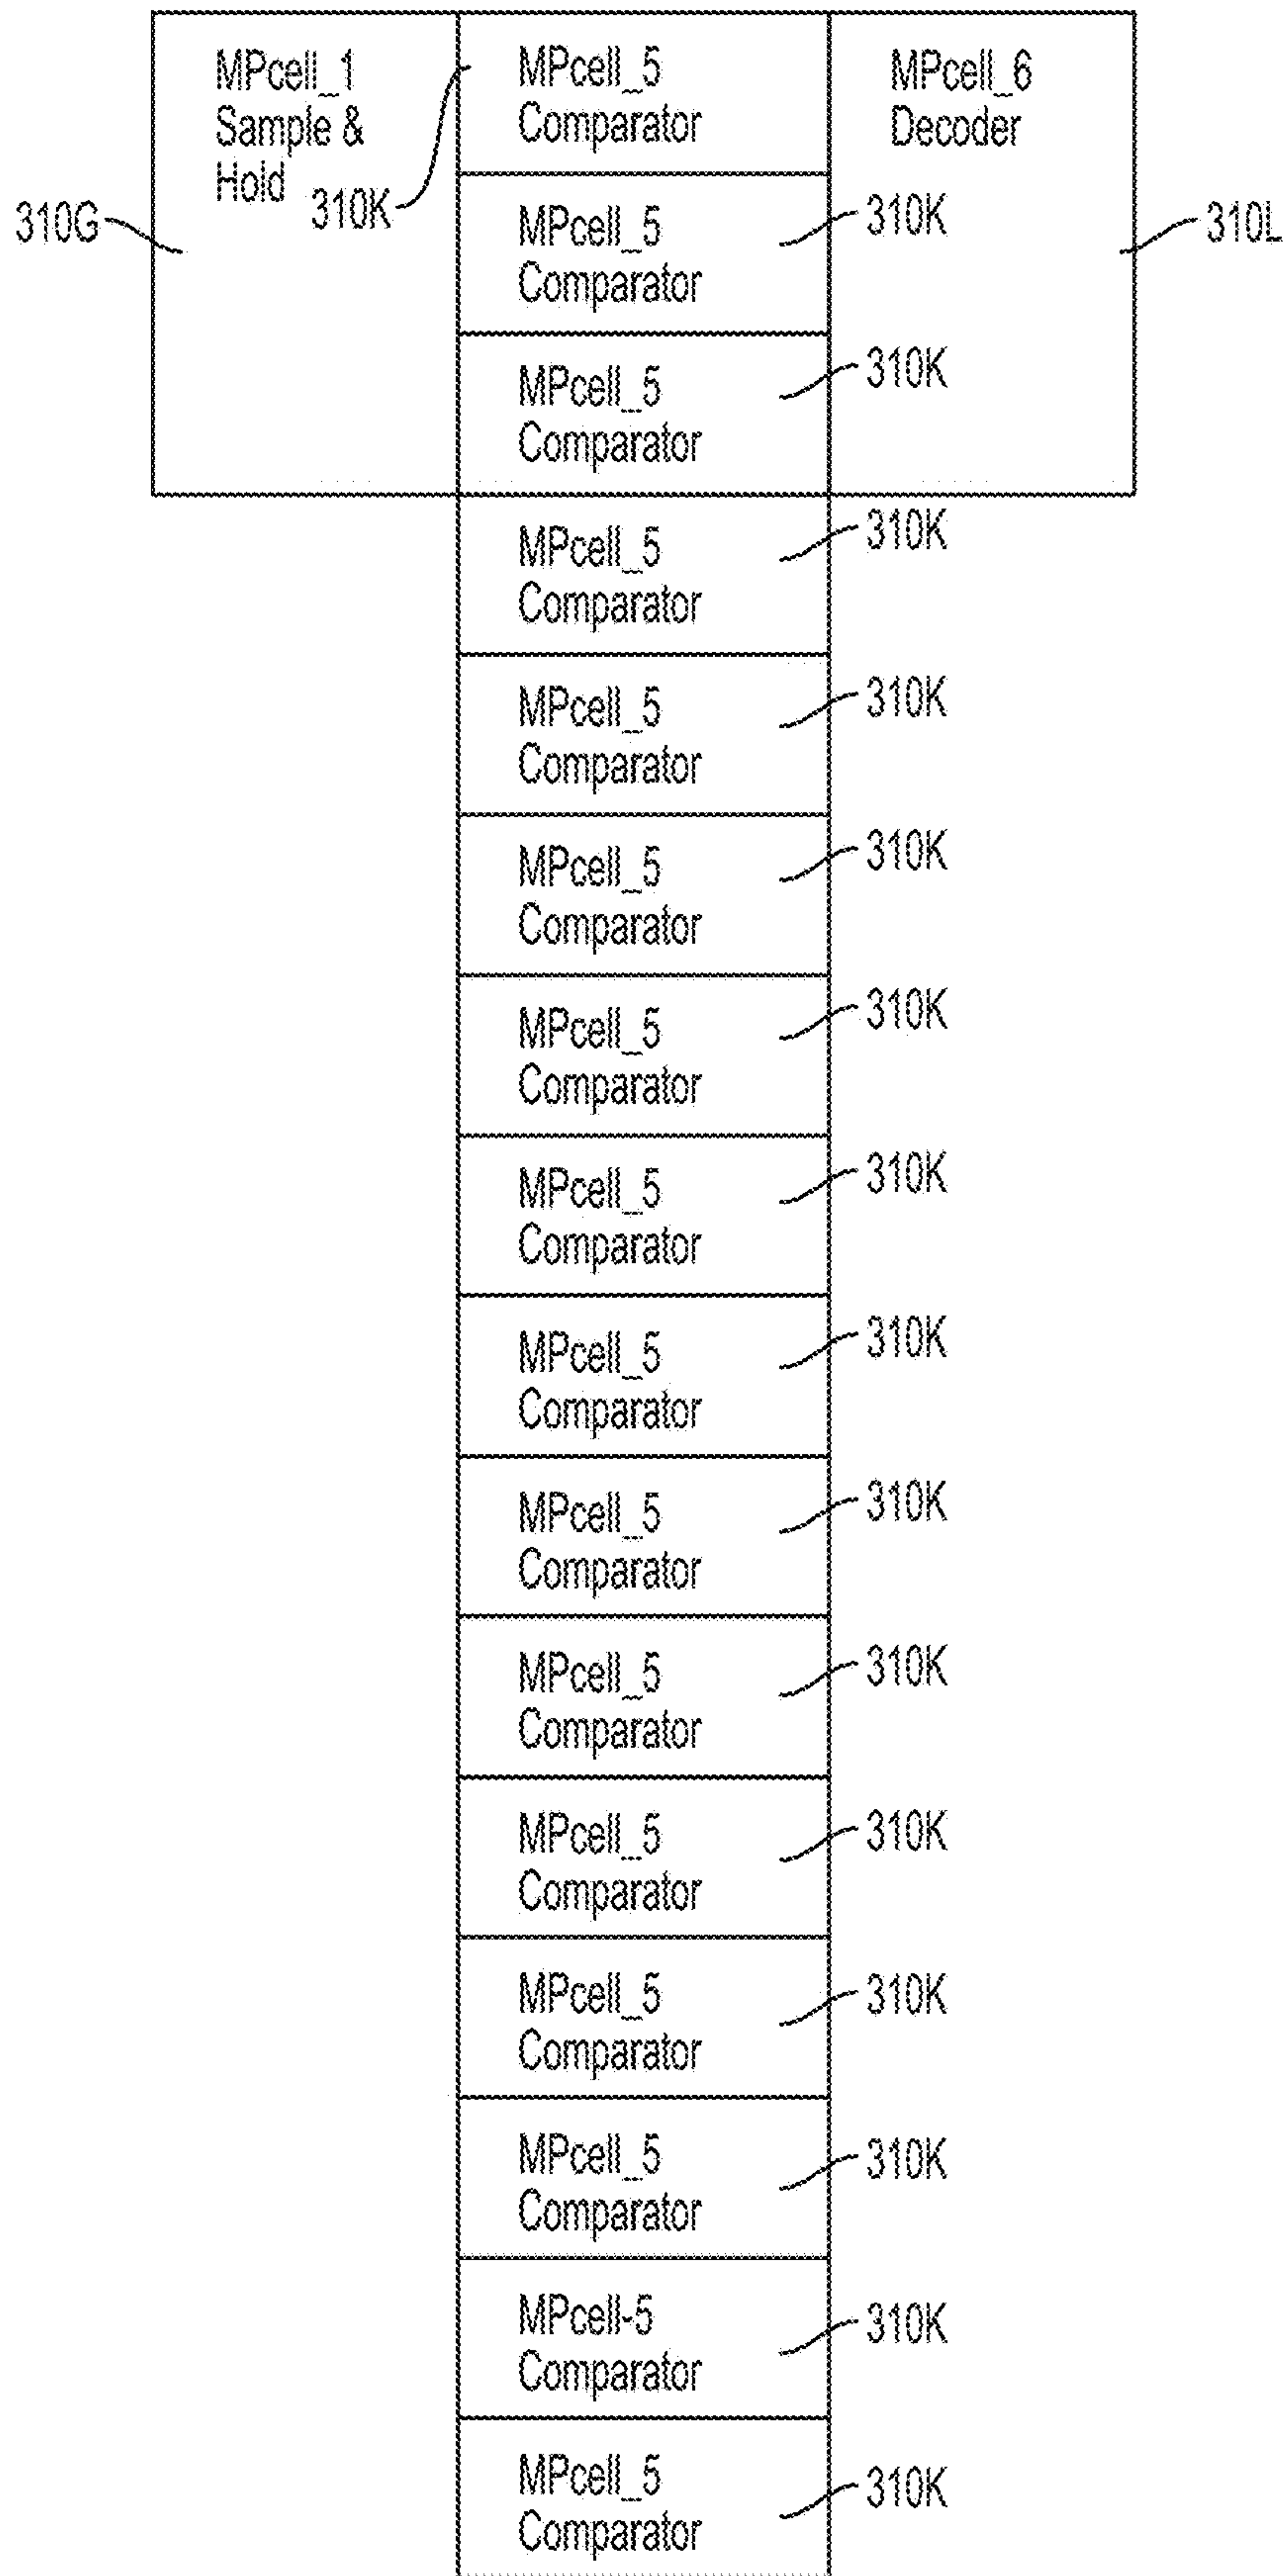 MPcell_1
Sample &
Hold
310G
310K
MPcell_5
Comparator
MPcell_6
Decoder
310L
MPcell_5
Comparator
310K
MPcell_5
Comparator
310K
MPcell_5
Comparator
310K
MPcell_5
Comparator
310K
MPcell_5
Comparator
310K
MPcell_5
Comparator
310K
MPcell_5
Comparator
310K
MPcell_5
Comparator
310K
MPcell_5
Comparator
310K
MPcell_5
Comparator
310K
MPcell_5
Comparator
310K
MPcell_5
Comparator
310K
MPcell_5
Comparator
310K
MPcell-5
Comparator
310K
MPcell_5
Comparator
310K